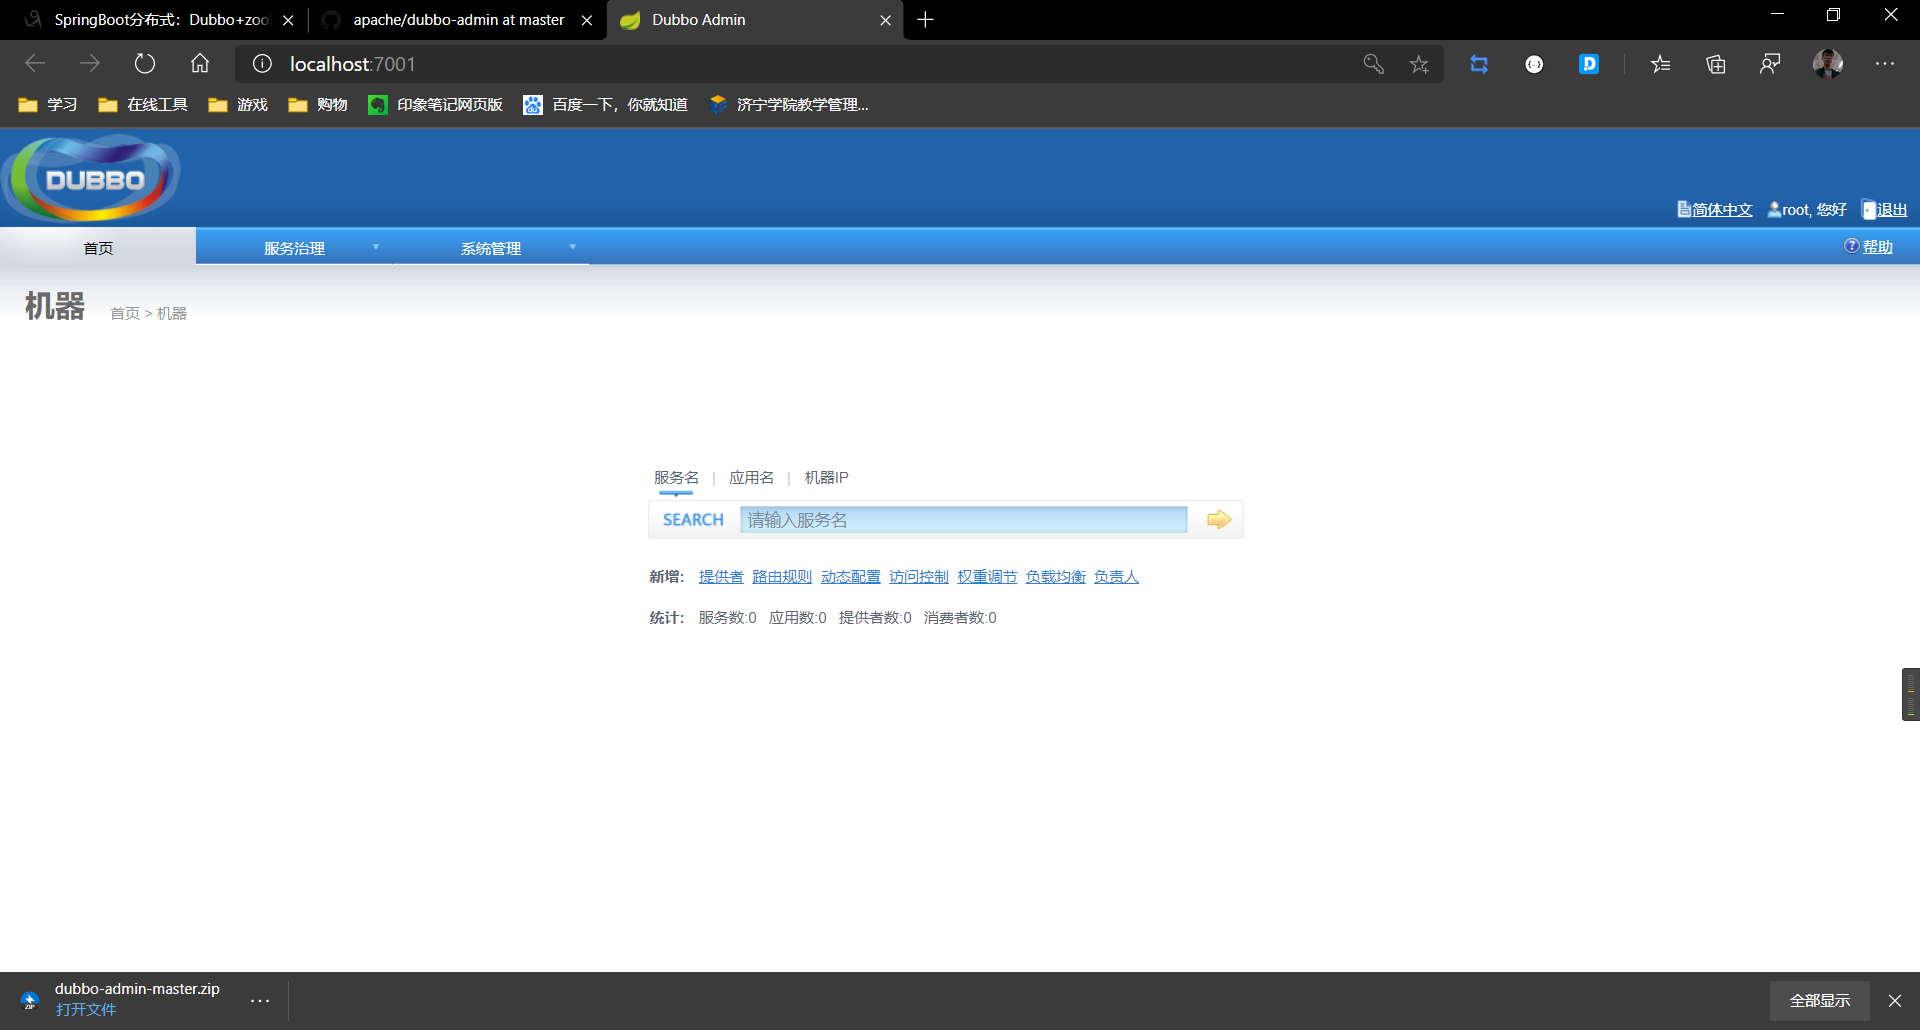 SpringBoot分布式：Dubbo+zoo
apache/dubbo-admin at master
Dubbo Admin
localhost:7001
学习
在线工具
游戏
购物
印象笔记网页版
百度一下，你就知道
济宁学院教学管理...
DUBBO
简体中文
root, 您好
退出
首页
服务治理
系统管理
帮助
机器
首页 > 机器
服务名 | 应用名 | 机器IP
SEARCH 请输入服务名
新增： 提供者 路由规则 动态配置 访问控制 权重调节 负载均衡 负责人
统计： 服务数:0 应用数:0 提供者数:0 消费者数:0
dubbo-admin-master.zip
打开文件
全部显示